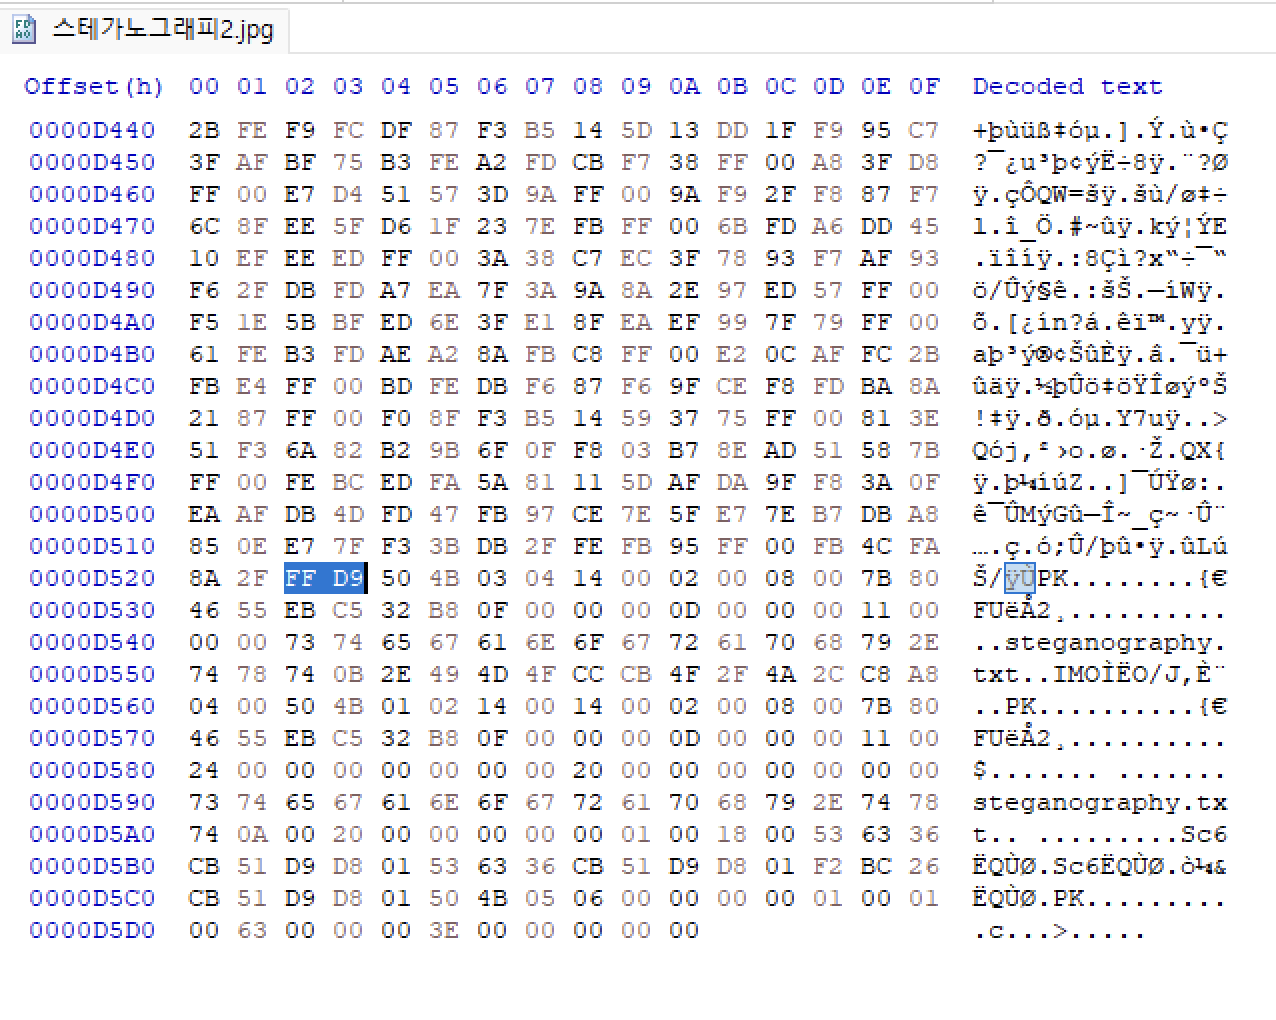 스테가노그래피2.jpg
Offset(h) 00 01 02 03 04 05 06 07 08 09 0A 0B 0C 0D 0E 0F Decoded text
0000D440 2B FE F9 FC DF 87 F3 B5 14 5D 13 DD 1F F9 95 C7 +þùüß‡óµ.].Ý.ù•Ç
0000D450 3F AF BF 75 B3 FE A2 FD CB F7 38 FF 00 A8 3F D8 ?¯¿u³þ¢ýË÷8ÿ.¨?Ø
0000D460 FF 00 E7 D4 51 57 3D 9A FF 00 9A F9 2F F8 87 F7 ÿ.çÔQW=šÿ.šù/ø‡÷
0000D470 6C 8F EE 5F D6 1F 23 7E FB FF 00 6B FD A6 DD 45 l.î_Ö.#~ûÿ.ký¦ÝE
0000D480 10 EF EE ED FF 00 3A 38 C7 EC 3F 78 93 F7 AF 93 .ïîíÿ.:8Çì?x“÷¯“
0000D490 F6 2F DB FD A7 EA 7F 3A 9A 8A 2E 97 ED 57 FF 00 ö/Ûý§ê.:šŠ.—íWÿ.
0000D4A0 F5 1E 5B BF ED 6E 3F E1 8F EA EF 99 7F 79 FF 00 õ.[¿ín?á.êï™.yÿ.
0000D4B0 61 FE B3 FD AE A2 8A FB C8 FF 00 E2 0C AF FC 2B aþ³ý®¢ŠûÈÿ.â.¯ü+
0000D4C0 FB E4 FF 00 BD FE DB F6 87 F6 9F CE F8 FD BA 8A ûäÿ.½þÛö‡öŸÎøýºŠ
0000D4D0 21 87 FF 00 F0 8F F3 B5 14 59 37 75 FF 00 81 3E !‡ÿ.ð.óµ.Y7uÿ..>
0000D4E0 51 F3 6A 82 B2 9B 6F 0F F8 03 B7 8E AD 51 58 7B Qój‚²›o.ø.·Ž.QX{
0000D4F0 FF 00 FE BC ED FA 5A 81 11 5D AF DA 9F F8 3A 0F ÿ.þ¼íúZ..]¯ÚŸø:.
0000D500 EA AF DB 4D FD 47 FB 97 CE 7E 5F E7 7E B7 DB A8 ê¯ÛMýGû—Î~_ç~·Û¨
0000D510 85 0E E7 7F F3 3B DB 2F FE FB 95 FF 00 FB 4C FA ….ç.ó;Û/þû•ÿ.ûLú
0000D520 8A 2F FF D9 50 4B 03 04 14 00 02 00 08 00 7B 80 Š/ÿÙPK........{€
0000D530 46 55 EB C5 32 B8 0F 00 00 00 0D 00 00 00 11 00 FUëÅ2¸..........
0000D540 00 00 73 74 65 67 61 6E 6F 67 72 61 70 68 79 2E ..steganography.
0000D550 74 78 74 0B 2E 49 4D 4F CC CB 4F 2F 4A 2C C8 A8 txt..IMOÌËO/J,È¨
0000D560 04 00 50 4B 01 02 14 00 14 00 02 00 08 00 7B 80 ..PK..........{€
0000D570 46 55 EB C5 32 B8 0F 00 00 00 0D 00 00 00 11 00 FUëÅ2¸..........
0000D580 24 00 00 00 00 00 00 00 20 00 00 00 00 00 00 00 $....... .......
0000D590 73 74 65 67 61 6E 6F 67 72 61 70 68 79 2E 74 78 steganography.tx
0000D5A0 74 0A 00 20 00 00 00 00 00 01 00 18 00 53 63 36 t.. .........Sc6
0000D5B0 CB 51 D9 D8 01 53 63 36 CB 51 D9 D8 01 F2 BC 26 ËQÙØ.Sc6ËQÙØ.ò¼&
0000D5C0 CB 51 D9 D8 01 50 4B 05 06 00 00 00 00 01 00 01 ËQÙØ.PK.........
0000D5D0 00 63 00 00 00 3E 00 00 00 00 00 .c...>.....